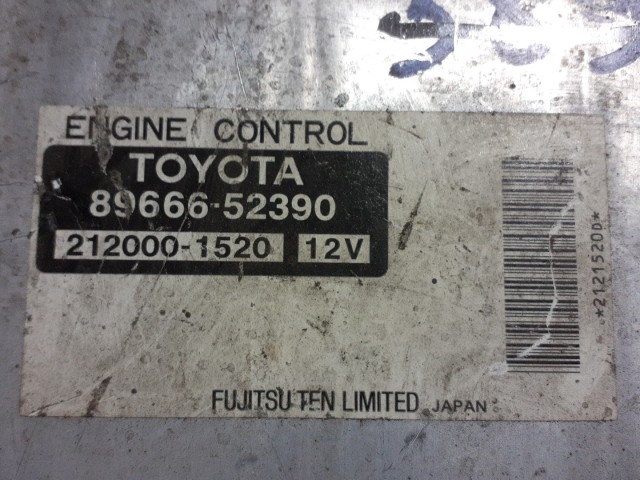 ENGINE CONTROL
TOYOTA
89666-52390
212000-1520 12V
*2121520D*
FUJITSU TEN LIMITED JAPAN